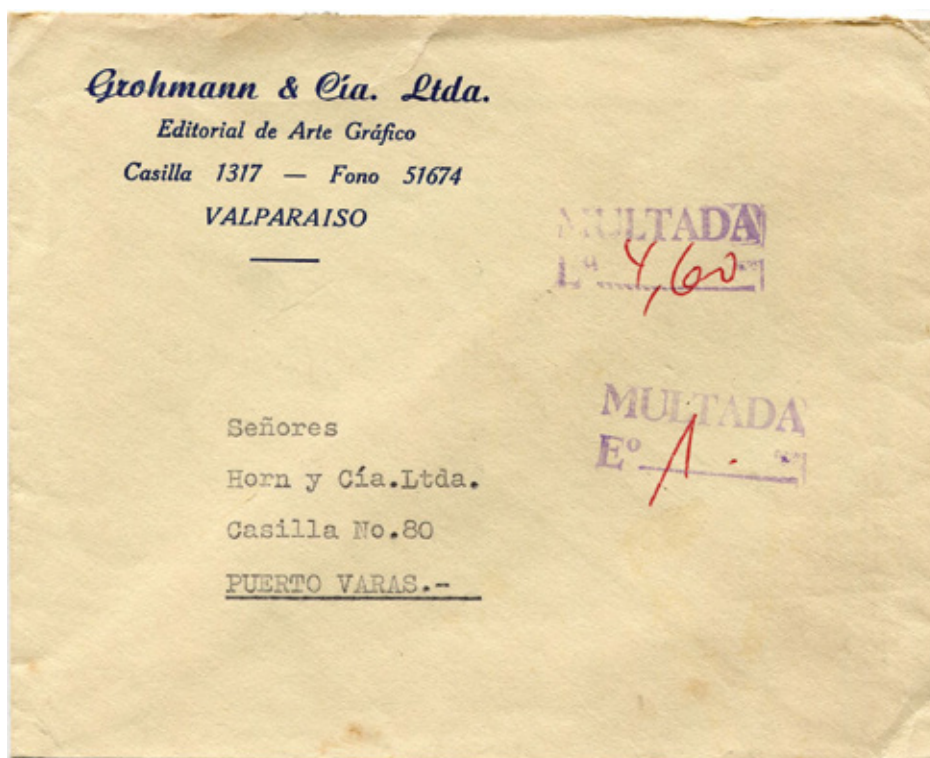 Grohmann & Cía. Ltda.
Editorial de Arte Gráfico
Casilla 1317 — Fono 51674
VALPARAISO
MULTADA
Eº 4,60
MULTADA
Eº 1.
Señores
Horn y Cía.Ltda.
Casilla No.80
PUERTO VARAS.-